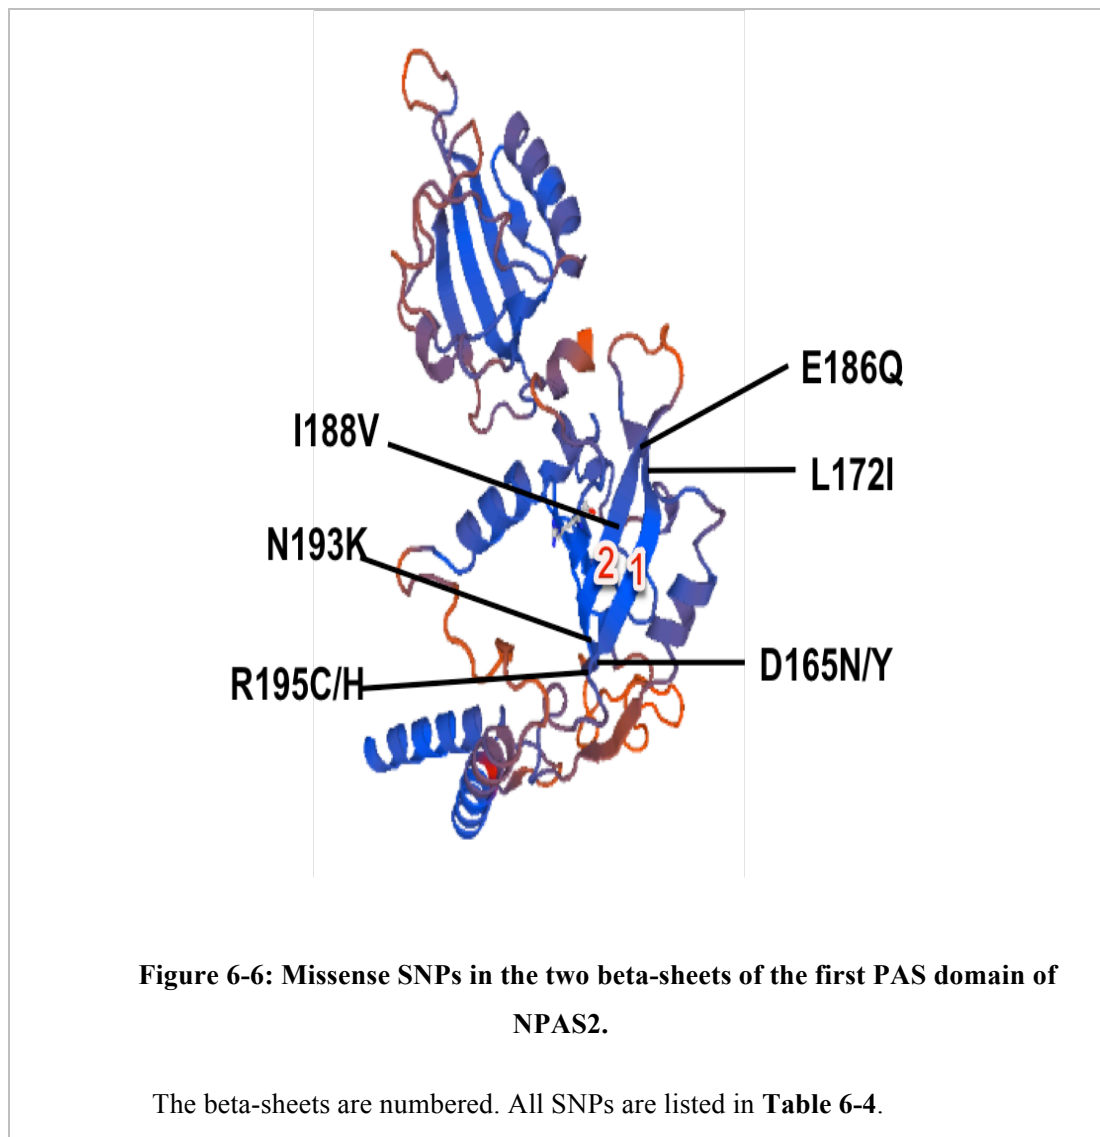 E186Q
I188V
L172I
N193K
2 1
D165N/Y
R195C/H
Figure 6-6: Missense SNPs in the two beta-sheets of the first PAS domain of
NPAS2.
The beta-sheets are numbered. All SNPs are listed in Table 6-4.